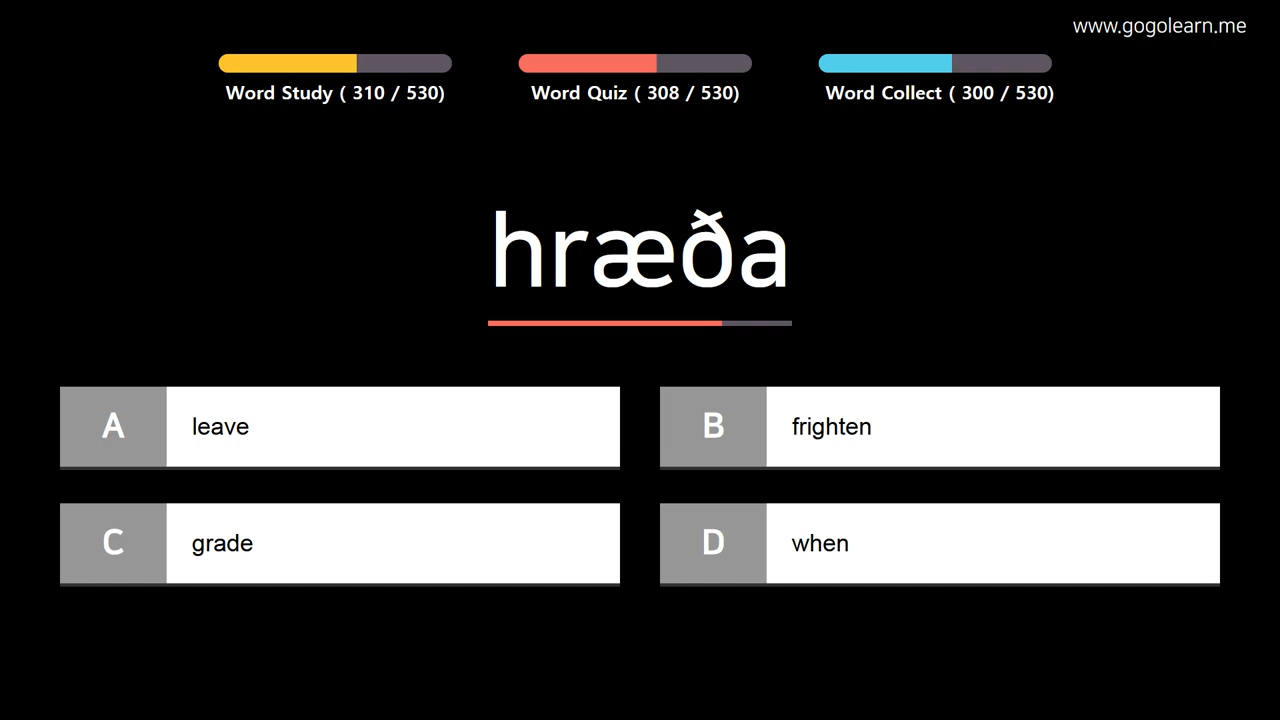 www.gogolearn.me
Word Study ( 310 / 530)
Word Quiz ( 308 / 530)
Word Collect ( 300 / 530)
hræða
A leave
B frighten
C grade
D when